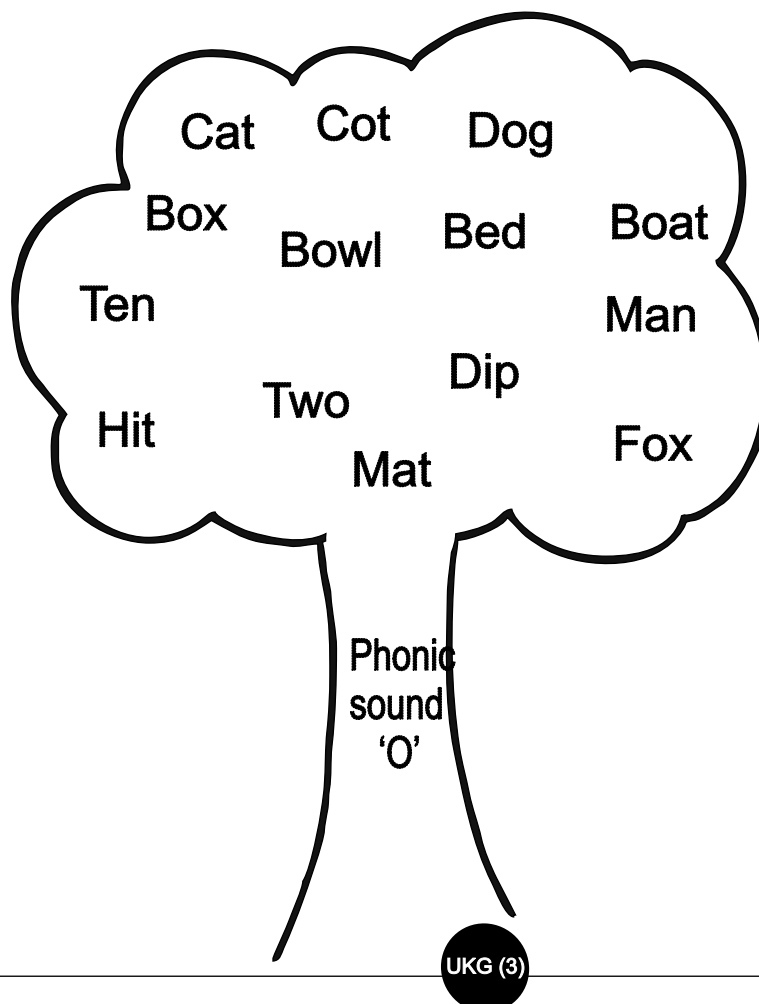 Cat Cot Dog
Box Bowl Bed Boat
Ten Man
Two Dip
Hit Mat Fox
Phonic
sound
‘O’
UKG (3)